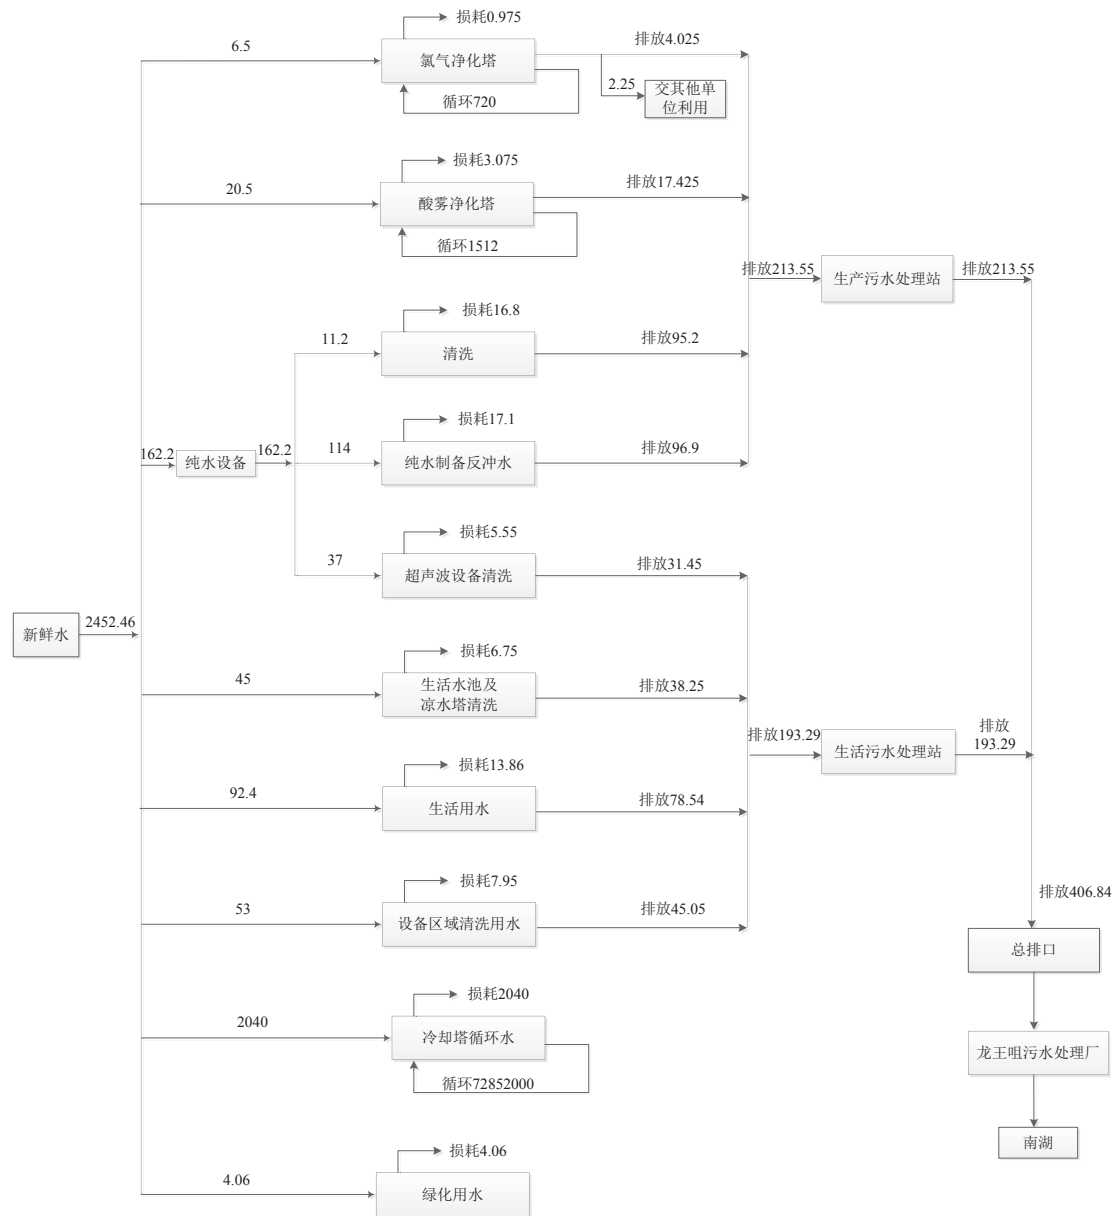 损耗0.975
6.5
氯气净化塔
排放4.025
循环720
2.25
交其他单
位利用
损耗3.075
20.5
酸雾净化塔
排放17.425
循环1512
排放213.55
生产污水处理站
排放213.55
损耗16.8
11.2
清洗
排放95.2
损耗17.1
162.2
纯水设备
162.2
114
纯水制备反冲水
排放96.9
损耗5.55
37
超声波设备清洗
排放31.45
新鲜水
2452.46
损耗6.75
45
生活水池及
凉水塔清洗
排放38.25
排放193.29
生活污水处理站
排放
193.29
损耗13.86
92.4
生活用水
排放78.54
损耗7.95
53
设备区域清洗用水
排放45.05
排放406.84
总排口
损耗2040
2040
冷却塔循环水
循环72852000
龙王咀污水处理厂
南湖
损耗4.06
4.06
绿化用水